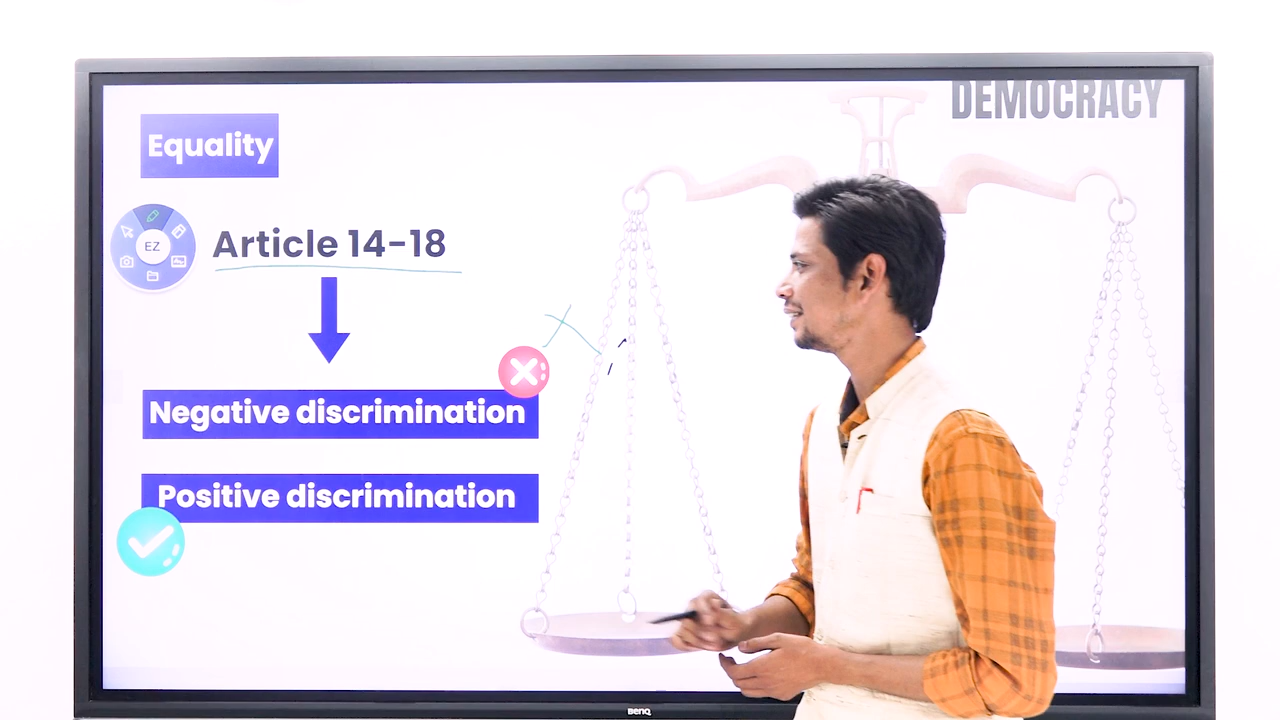 DEMOCRACY
Equality
EZ
Article 14-18
Negative discrimination
Positive discrimination
BenQ